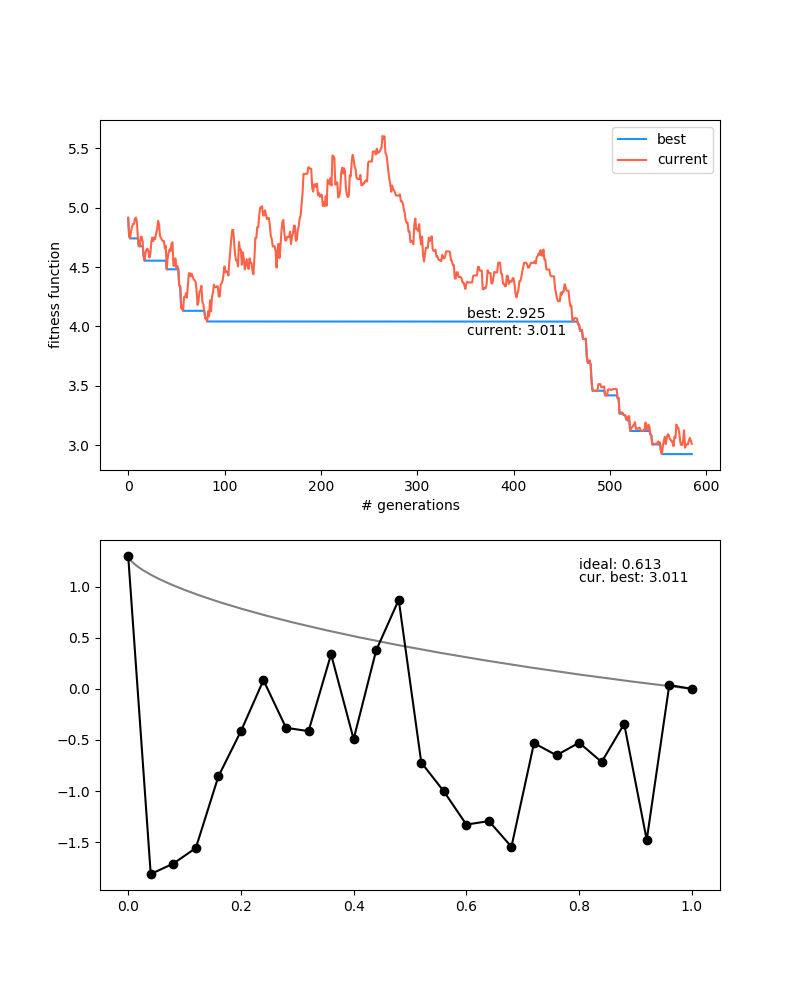 best
current
5.5
5.0
4.5
4.0
3.5
3.0
fitness function
best: 2.925
current: 3.011
0 100 200 300 400 500 600
# generations
ideal: 0.613
cur. best: 3.011
1.0
0.5
0.0
−0.5
−1.0
−1.5
0.0 0.2 0.4 0.6 0.8 1.0